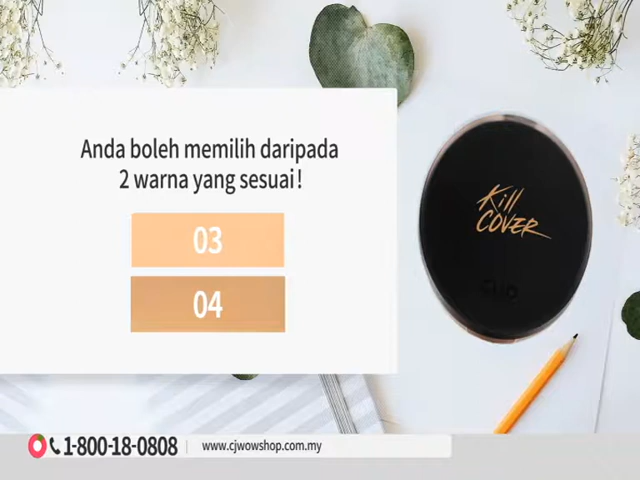 Anda boleh memilih daripada
2 warna yang sesuai!
03
04
Kill
COVER
CLIO
1-800-18-0808
www.cjwowshop.com.my